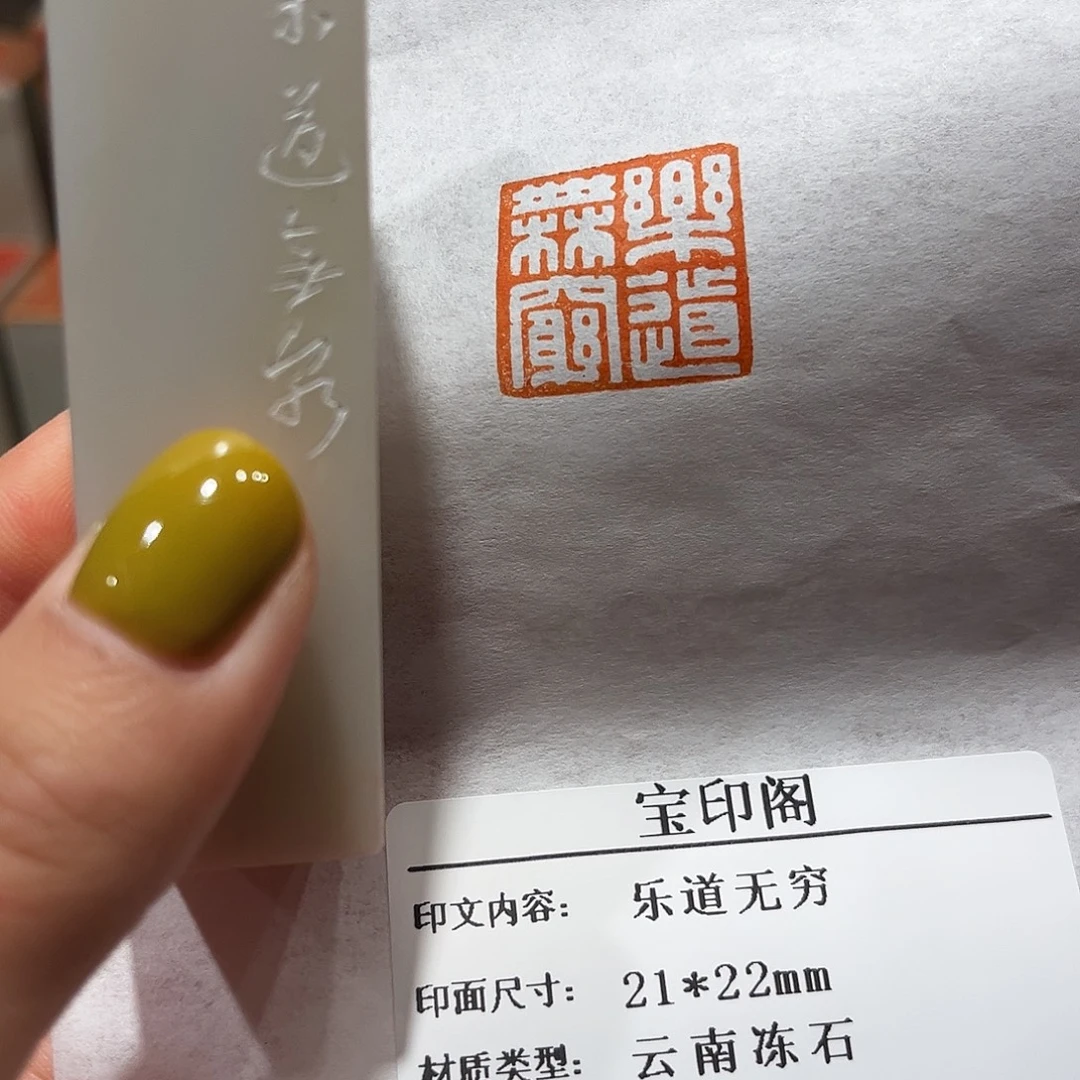 乐道无穷
樂道無窮
宝印阁
印文内容: 乐道无穷
印面尺寸: 21*22mm
材质类型: 云南冻石